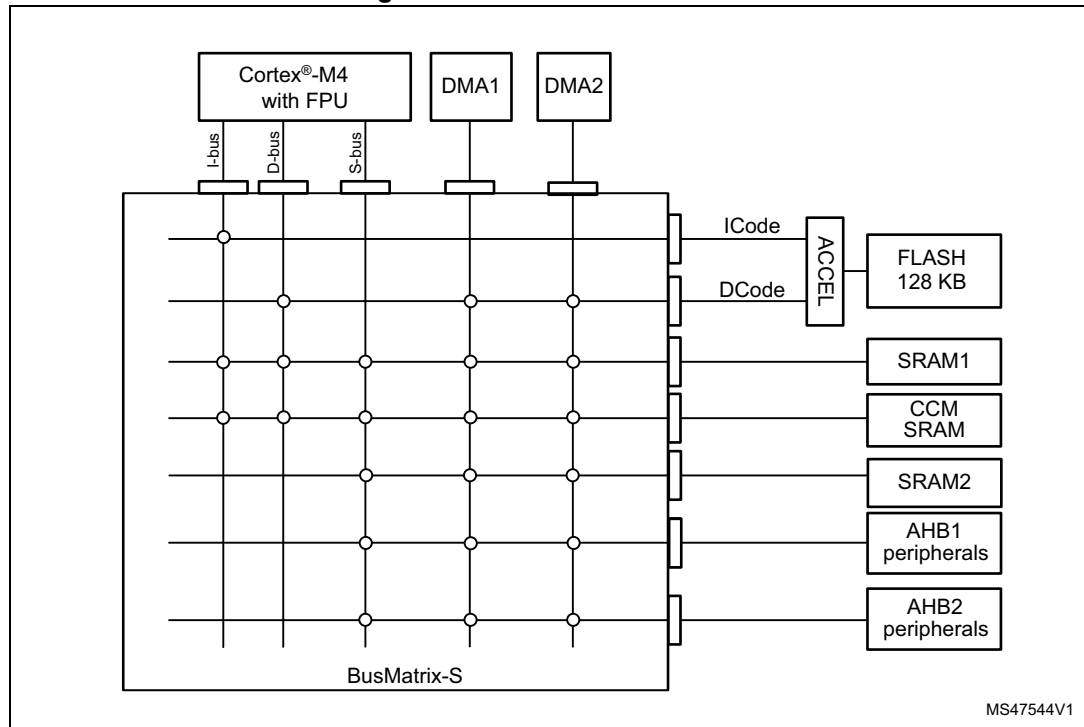 Cortex®-M4
with FPU
DMA1
DMA2
I-bus
D-bus
S-bus
ICode
DCode
ACCEL
FLASH
128 KB
SRAM1
CCM
SRAM
SRAM2
AHB1
peripherals
AHB2
peripherals
BusMatrix-S
MS47544V1